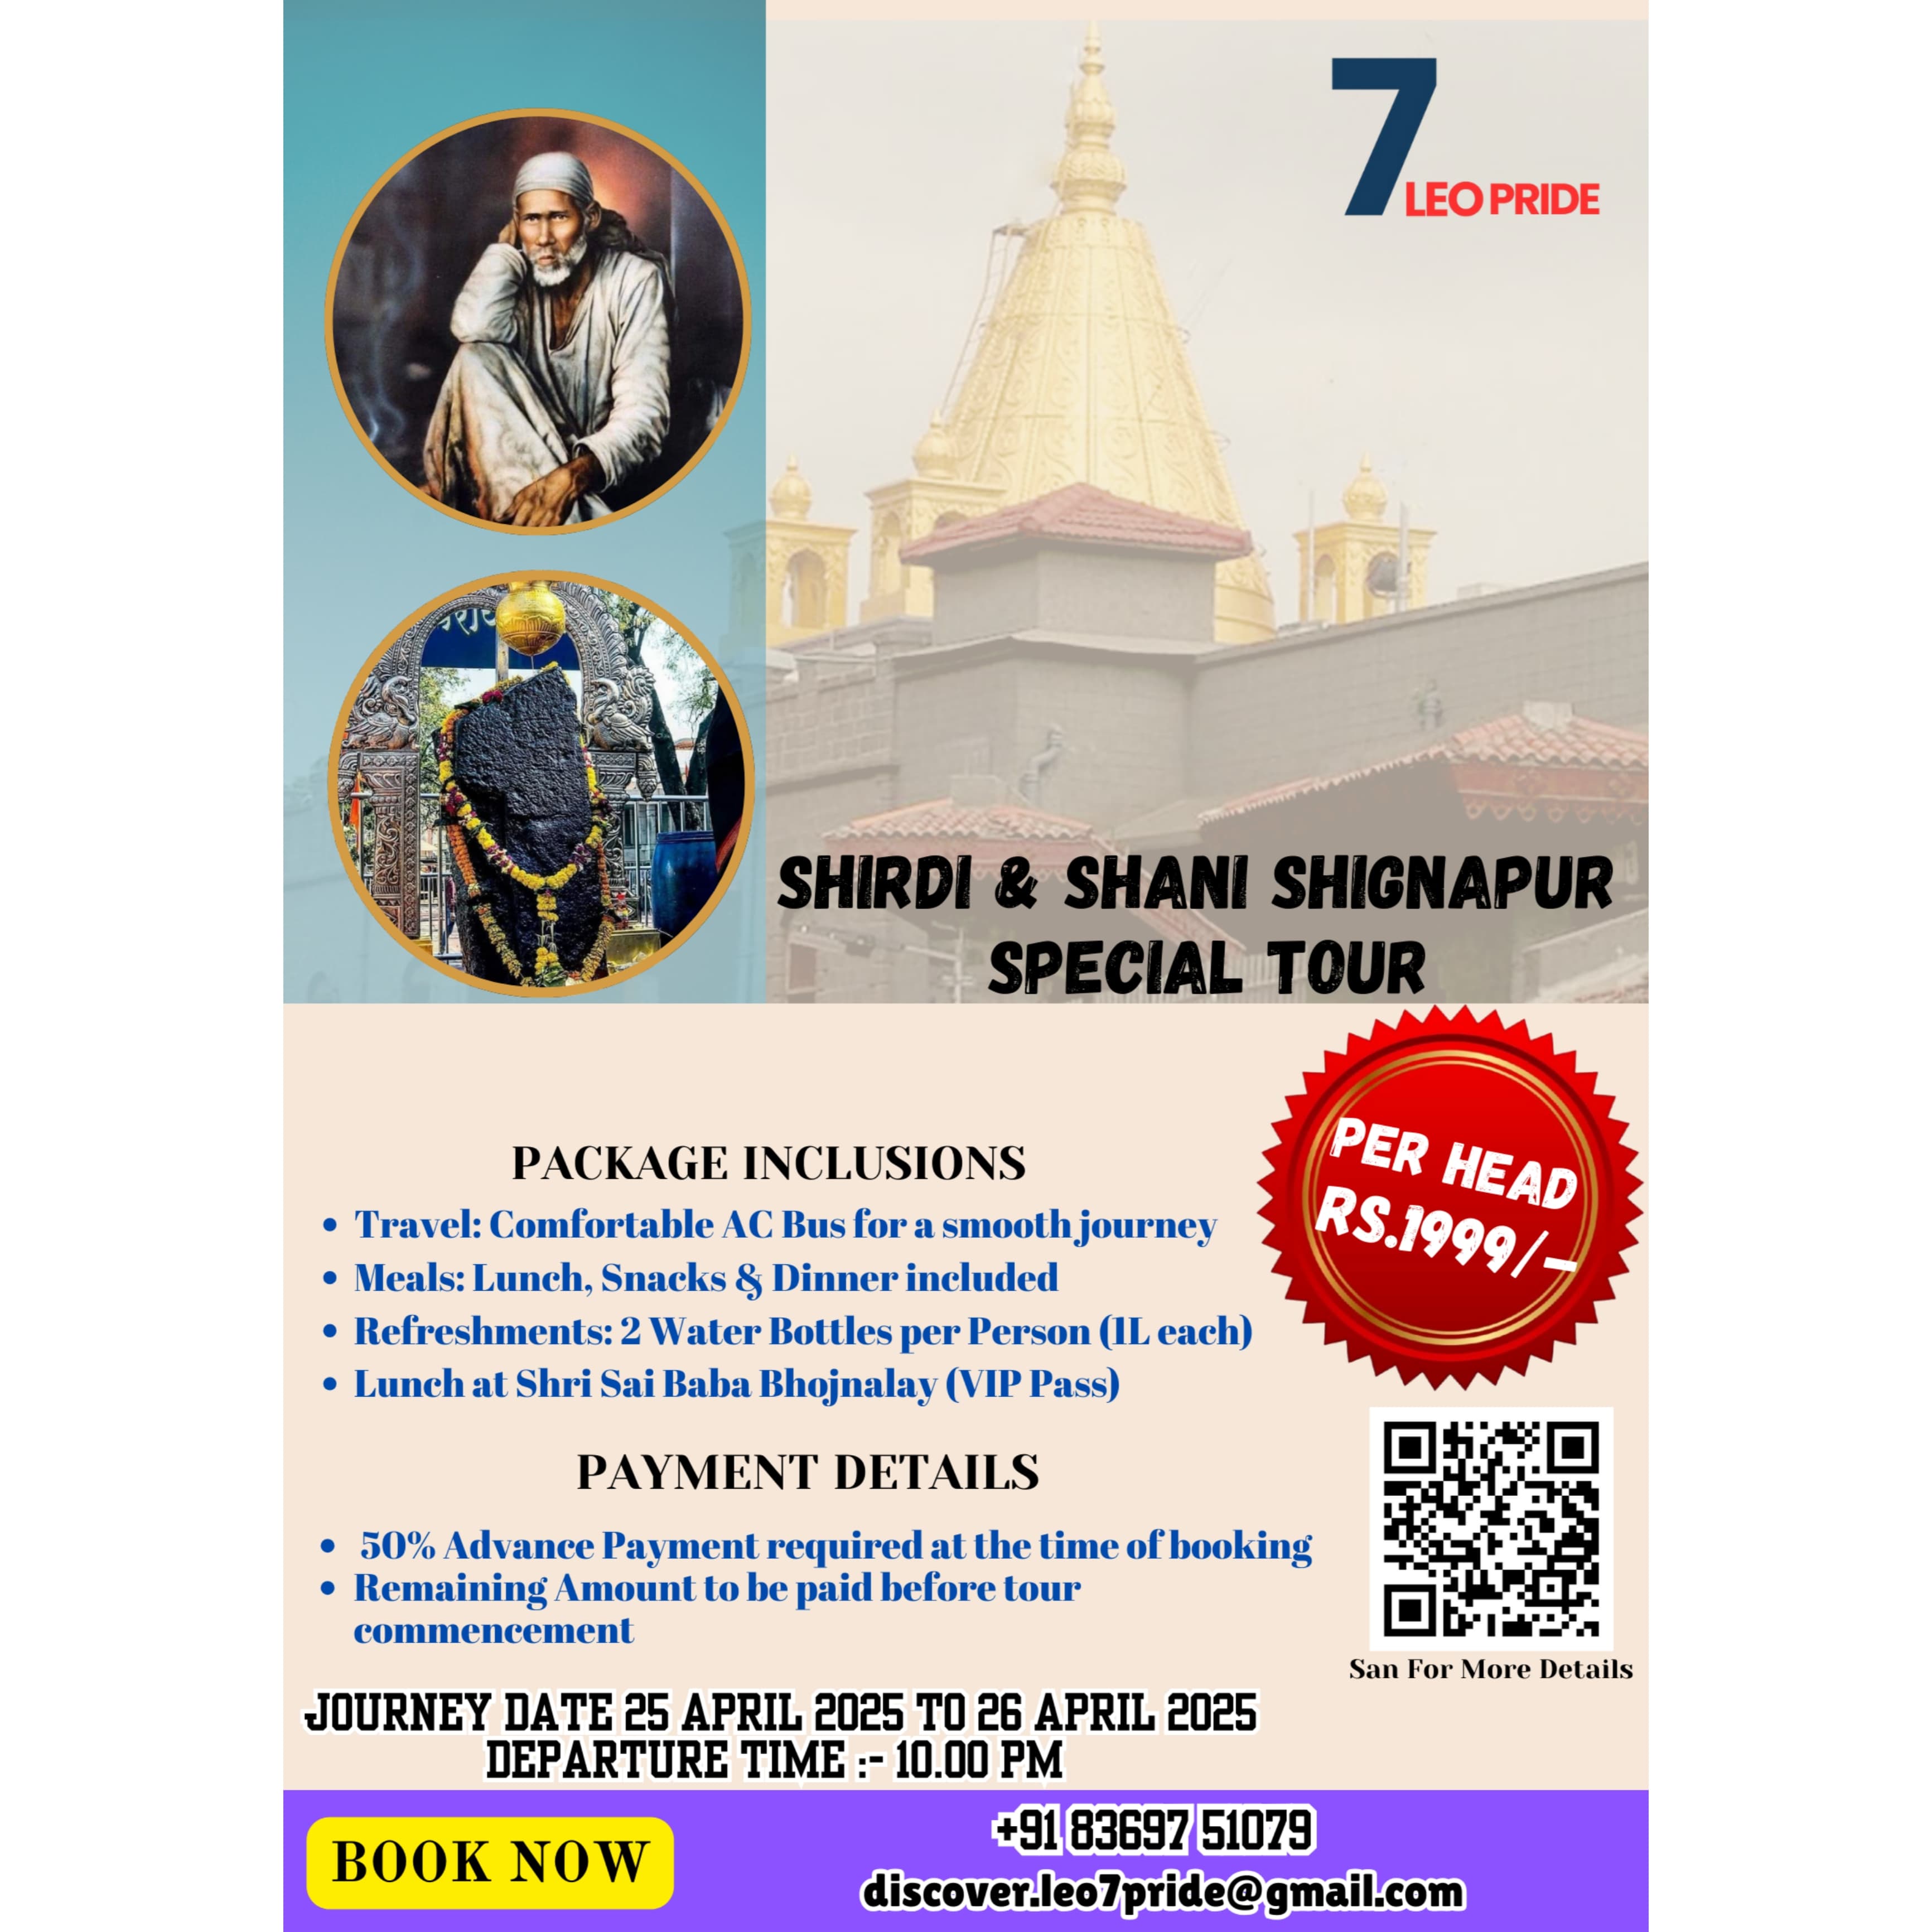 7
LEO PRIDE
SHIRDI & SHANI SHIGNAPUR
SPECIAL TOUR
PER HEAD
RS.1999/-
PACKAGE INCLUSIONS
• Travel: Comfortable AC Bus for a smooth journey
• Meals: Lunch, Snacks & Dinner included
• Refreshments: 2 Water Bottles per Person (1L each)
• Lunch at Shri Sai Baba Bhojnalay (VIP Pass)
PAYMENT DETAILS
• 50% Advance Payment required at the time of booking
• Remaining Amount to be paid before tour
commencement
San For More Details
JOURNEY DATE 25 APRIL 2025 TO 26 APRIL 2025
DEPARTURE TIME :- 10.00 PM
BOOK NOW
+91 83697 51079
discover.leo7pride@gmail.com